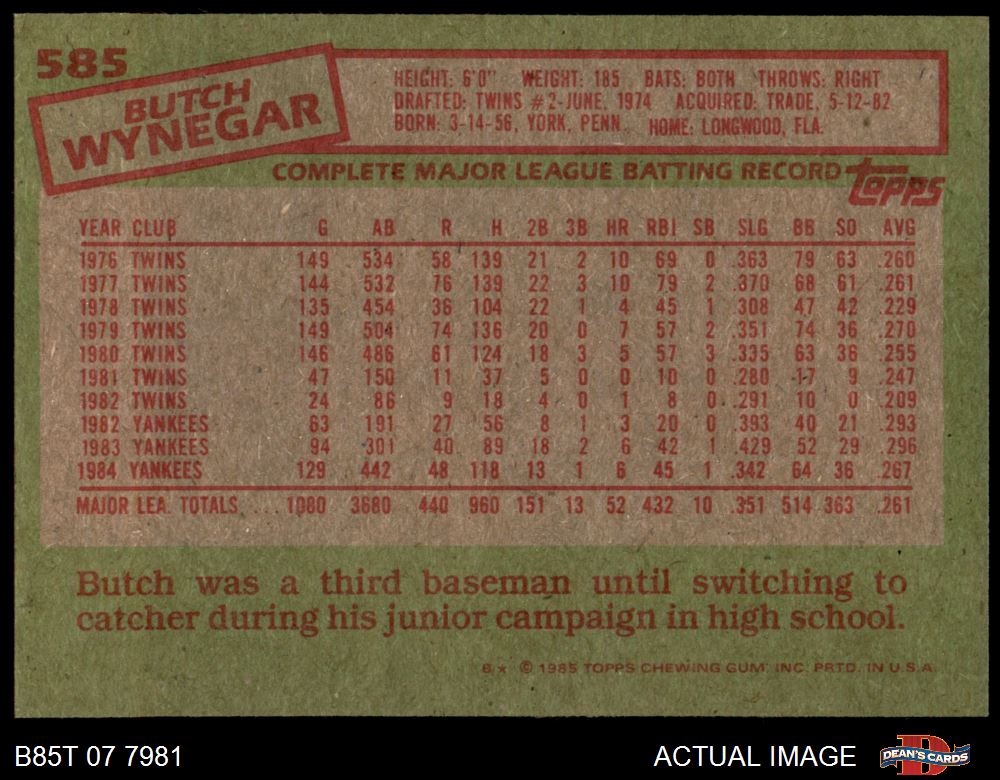 585
BUTCH
WYNEGAR
HEIGHT: 6'0" WEIGHT: 185 BATS: BOTH THROWS: RIGHT
DRAFTED: TWINS #2-JUNE, 1974 ACQUIRED: TRADE, 5-12-82
BORN: 3-14-56, YORK, PENN. HOME: LONGWOOD, FLA.
COMPLETE MAJOR LEAGUE BATTING RECORD topps
YEAR CLUB G AB R H 2B 3B HR RBI SB SLG BB SO AVG
1976 TWINS 149 534 58 139 21 2 10 69 0 .363 79 63 .260
1977 TWINS 144 532 76 139 22 3 10 79 2 .370 68 61 .261
1978 TWINS 135 454 36 104 22 1 4 45 1 .308 47 42 .229
1979 TWINS 149 504 74 136 20 0 7 57 2 .351 74 36 .270
1980 TWINS 146 486 61 124 18 3 5 57 3 .335 63 36 .255
1981 TWINS 47 150 11 37 5 0 0 10 0 .280 17 9 .247
1982 TWINS 24 86 9 18 4 0 1 8 0 .291 10 0 .209
1982 YANKEES 63 191 27 56 8 1 3 20 0 .393 40 21 .293
1983 YANKEES 94 301 40 89 18 2 6 42 1 .429 52 29 .296
1984 YANKEES 129 442 48 118 13 1 6 45 1 .342 64 36 .267
MAJOR LEA. TOTALS ... 1080 3680 440 960 151 13 52 432 10 .351 514 363 .261
Butch was a third baseman until switching to
catcher during his junior campaign in high school.
6* © 1985 TOPPS CHEWING GUM, INC. PRTD. IN U.S.A.
B85T 07 7981 ACTUAL IMAGE DEAN'S CARDS